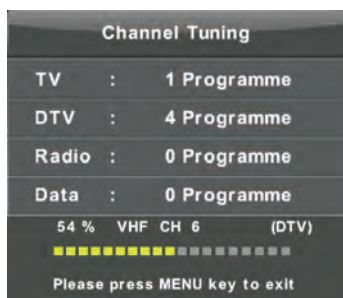 Channel Tuning
TV : 1 Programme
DTV : 4 Programme
Radio : 0 Programme
Data : 0 Programme
54 % VHF CH 6 (DTV)
Please press MENU key to exit